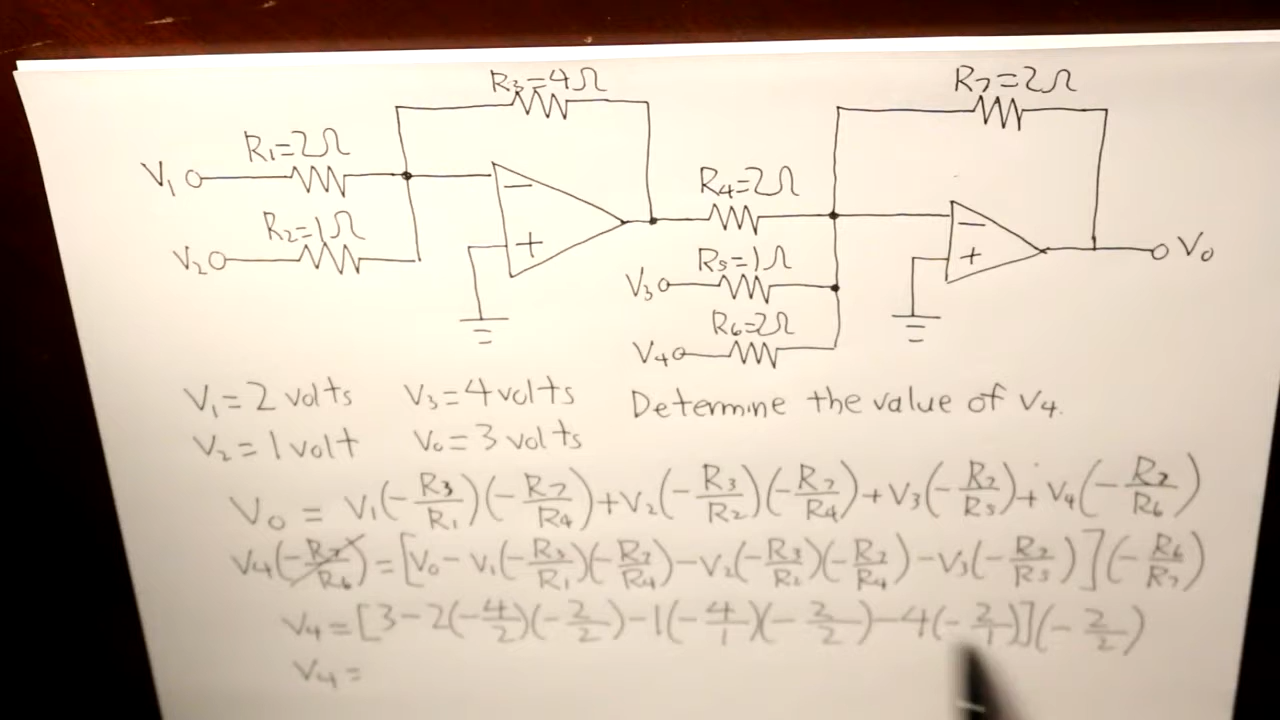 R3=4Ω
R7=2Ω
R1=2Ω
V1
R4=2Ω
R2=1Ω
V2
− +
− +
V0
R5=1Ω
V3
R6=2Ω
V4
V1=2 volts V3=4 volts Determine the value of V4.
V2=1 volt V0=3 volts
V0 = V1(-R3/R1)(-R7/R4)+V2(-R3/R2)(-R7/R4)+V3(-R7/R5)+V4(-R7/R6)
V4(-R7/R6)=[V0-V1(-R3/R1)(-R7/R4)-V2(-R3/R2)(-R7/R4)-V3(-R7/R5)](-R6/R7)
V4=[3-2(-4/2)(-2/2)-1(-4/1)(-2/2)-4(-2/1)](-2/2)
V4=